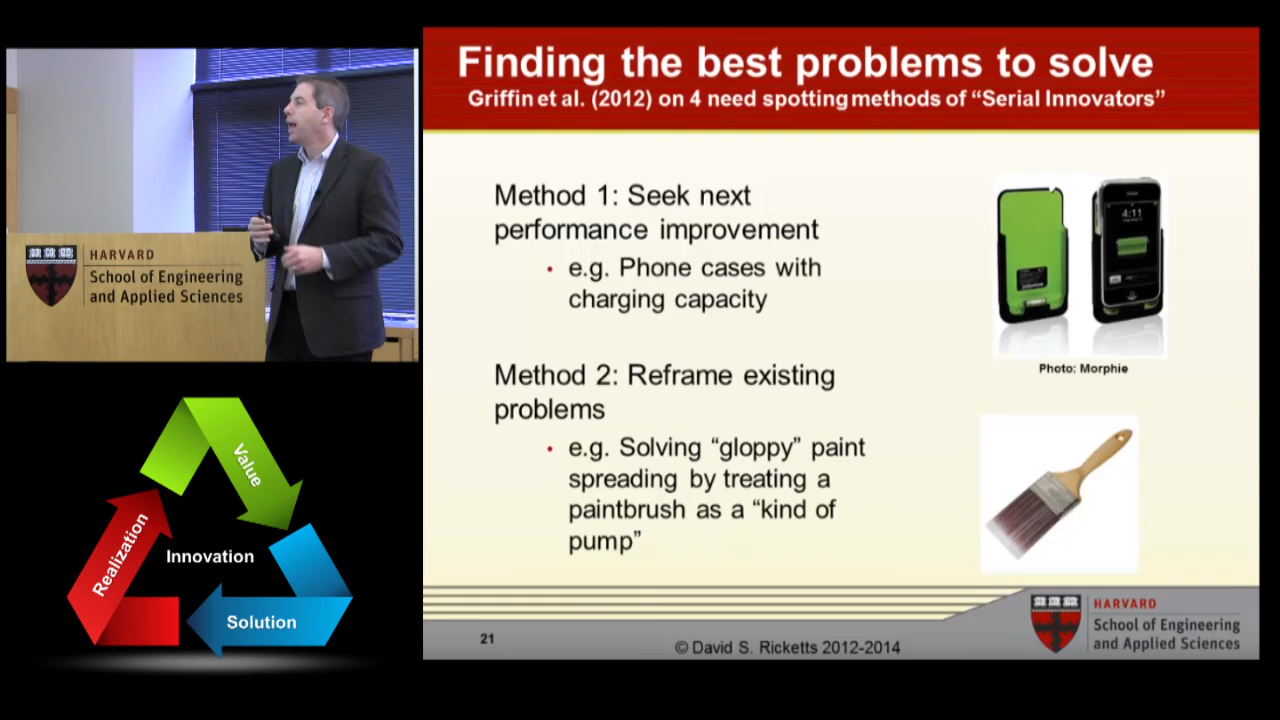 Finding the best problems to solve
Griffin et al. (2012) on 4 need spotting methods of “Serial Innovators”
Method 1: Seek next
performance improvement
• e.g. Phone cases with
charging capacity
4:11
Photo: Morphie
Method 2: Reframe existing
problems
• e.g. Solving “gloppy” paint
spreading by treating a
paintbrush as a “kind of
pump”
HARVARD
School of Engineering
and Applied Sciences
Value
Realization
Innovation
Solution
21
© David S. Ricketts 2012-2014
HARVARD
School of Engineering
and Applied Sciences